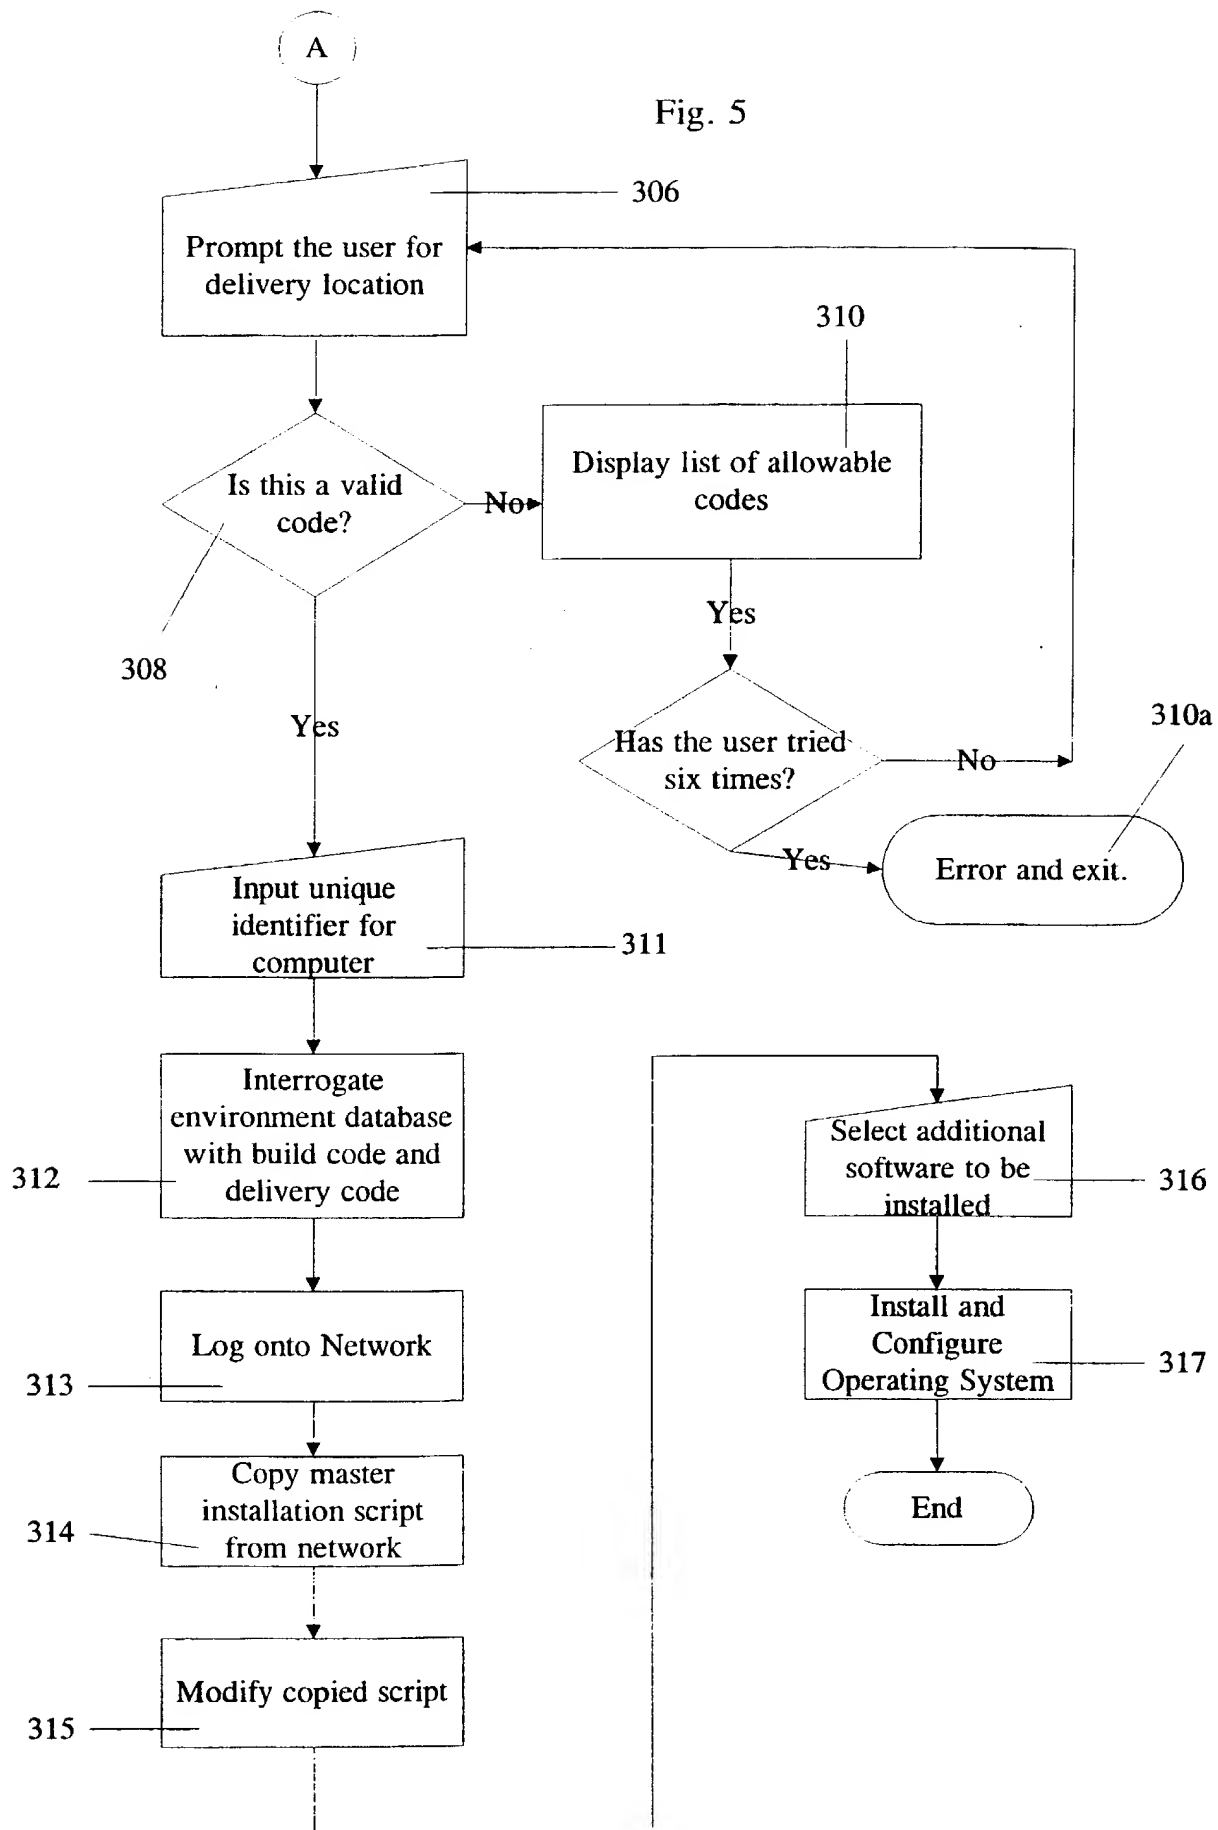 A
Fig. 5
306
Prompt the user for
delivery location
310
Display list of allowable
codes
Is this a valid
code?
No
308
Yes
Yes
Has the user tried
six times?
No
310a
Yes
Error and exit.
Input unique
identifier for
computer
311
Interrogate
environment database
with build code and
delivery code
312
Log onto Network
313
Copy master
installation script
from network
314
Modify copied script
315
Select additional
software to be
installed
316
Install and
Configure
Operating System
317
End